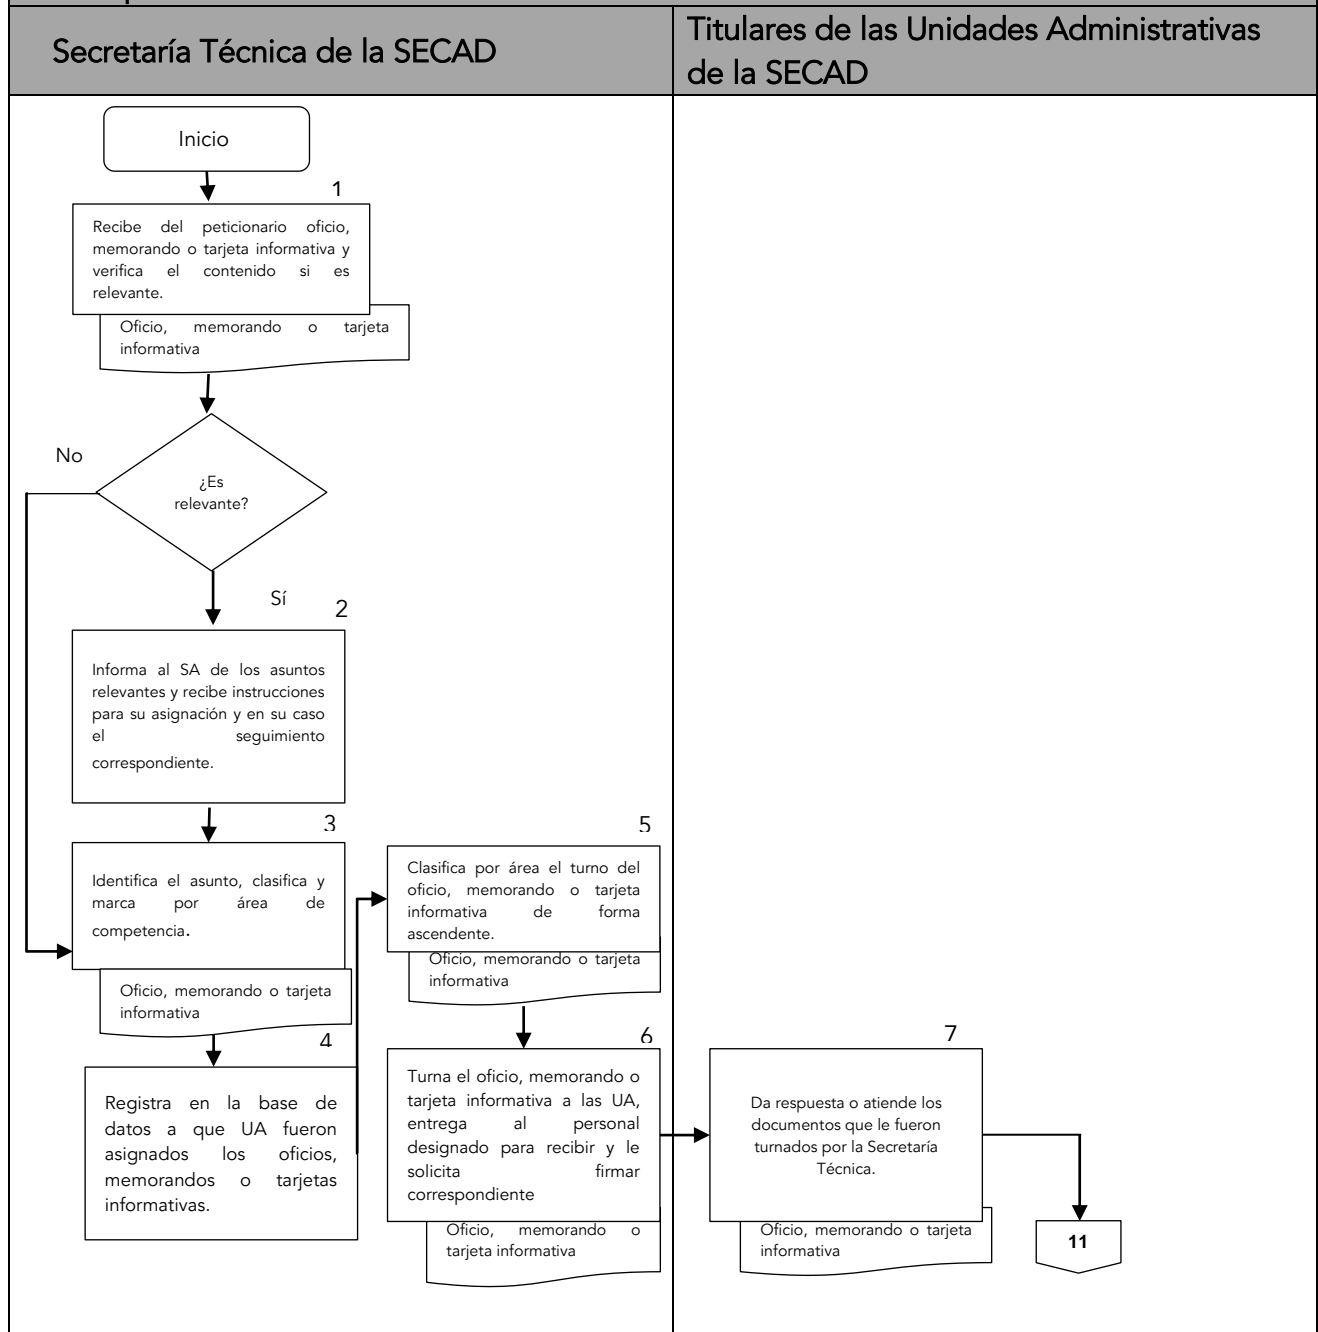 Secretaría Técnica de la SECAD
Titulares de las Unidades Administrativas
de la SECAD
Inicio
1
Recibe del peticionario oficio,
memorando o tarjeta informativa y
verifica el contenido si es
relevante.
Oficio, memorando o tarjeta
informativa
No
¿Es
relevante?
Sí
2
Informa al SA de los asuntos
relevantes y recibe instrucciones
para su asignación y en su caso
el seguimiento
correspondiente.
3
Identifica el asunto, clasifica y
marca por área de
competencia.
Oficio, memorando o tarjeta
informativa
4
Registra en la base de
datos a que UA fueron
asignados los oficios,
memorandos o tarjetas
informativas.
5
Clasifica por área el turno del
oficio, memorando o tarjeta
informativa de forma
ascendente.
Oficio, memorando o tarjeta
informativa
6
Turna el oficio, memorando o
tarjeta informativa a las UA,
entrega al personal
designado para recibir y le
solicita firmar
correspondiente
Oficio, memorando o
tarjeta informativa
7
Da respuesta o atiende los
documentos que le fueron
turnados por la Secretaría
Técnica.
Oficio, memorando o tarjeta
informativa
11